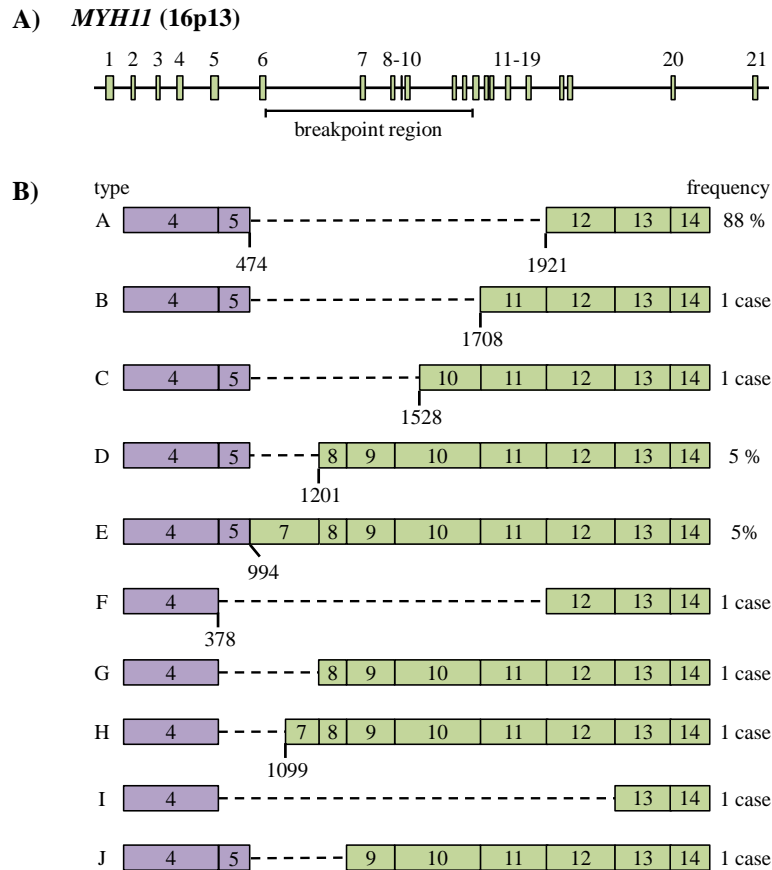 A) MYH11 (16p13)
1 2 3 4 5 6 7 8-10 11-19 20 21
breakpoint region
B) type frequency
A 4 5 12 13 14 88 %
474 1921
B 4 5 11 12 13 14 1 case
1708
C 4 5 10 11 12 13 14 1 case
1528
D 4 5 8 9 10 11 12 13 14 5 %
1201
E 4 5 7 8 9 10 11 12 13 14 5%
994
F 4 12 13 14 1 case
378
G 4 8 9 10 11 12 13 14 1 case
H 4 7 8 9 10 11 12 13 14 1 case
1099
I 4 13 14 1 case
J 4 5 9 10 11 12 13 14 1 case